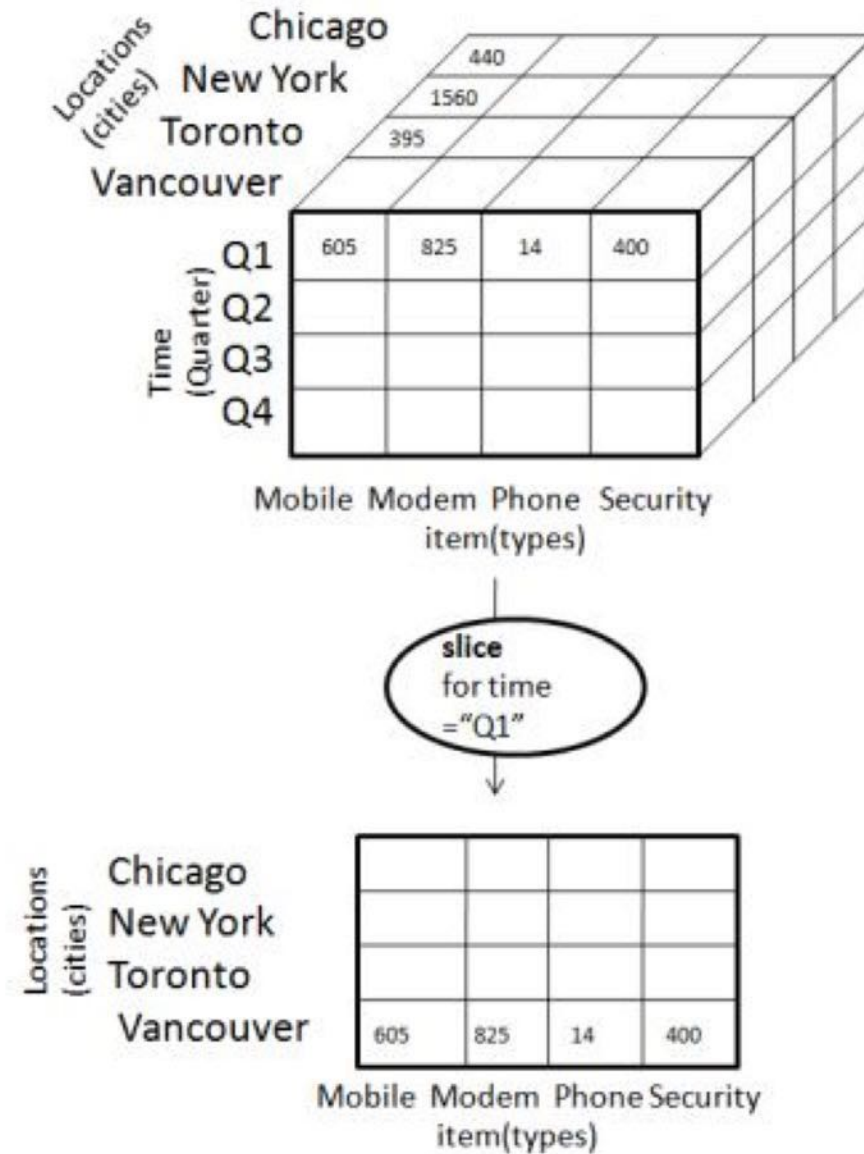 Chicago
New York
Toronto
Vancouver
Locations
(cities)
440
1560
395
Q1
Q2
Q3
Q4
Time
(Quarter)
605 825 14 400
Mobile Modem Phone Security
item(types)
slice
for time
="Q1"
Locations
(cities)
Chicago
New York
Toronto
Vancouver
605 825 14 400
Mobile Modem Phone Security
item(types)